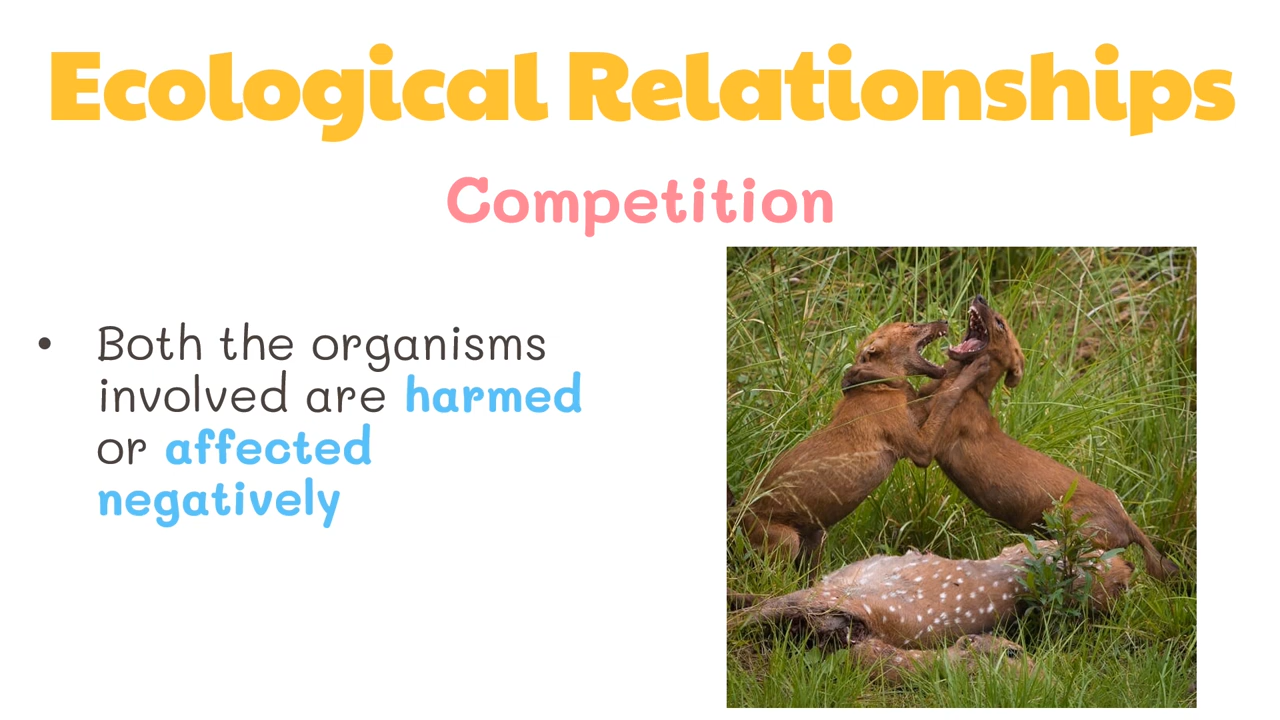 Ecological Relationships
Competition
• Both the organisms
involved are harmed
or affected
negatively